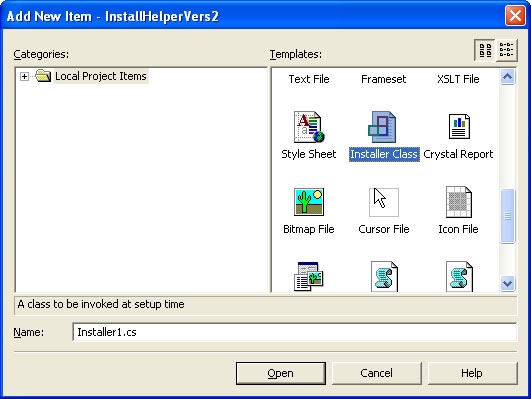 Add New Item - InstallHelperVers2
Categories:
Templates:
Local Project Items
Text File
Frameset
XSLT File
Style Sheet
Installer Class
Crystal Report
Bitmap File
Cursor File
Icon File
A class to be invoked at setup time
Name:
Installer1.cs
Open
Cancel
Help